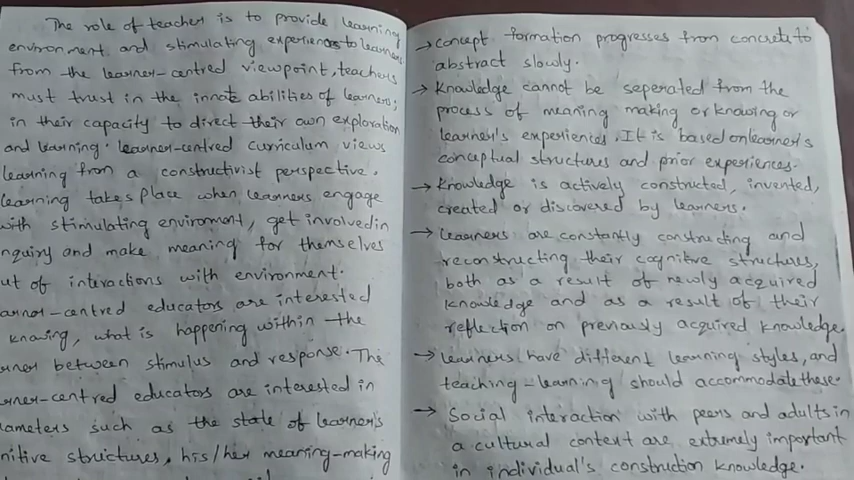 The role of teacher is to provide learning
environment and stimulating experiences to learners
from the learner-centred viewpoint, teachers
must trust in the innate abilities of learners;
in their capacity to direct their own exploration
and learning. learner-centred curriculum views
learning from a constructivist perspective.
learning takes place when learners engage
with stimulating environment, get involved in
nquiry and make meaning for themselves
ut of interactions with environment.
arner-centred educators are interested
knowing, what is happening within the
rner between stimulus and response. The
rner-centred educators are interested in
ameters such as the state of learner's
nitive structures, his/her meaning-making
→ concept formation progresses from concrete to
abstract slowly.
→ Knowledge cannot be seperated from the
process of meaning making or knowing or
learner's experiences. It is based on learner's
conceptual structures and prior experiences.
→ Knowledge is actively constructed, invented,
created or discovered by learners.
→ learners are constantly constructing and
reconstructing their cognitive structures,
both as a result of newly acquired
knowledge and as a result of their
reflection on previously acquired knowledge.
→ learners have different learning styles, and
teaching-learning should accommodate these.
→ Social interaction with peers and adults in
a cultural context are extremely important
in individual's construction knowledge.